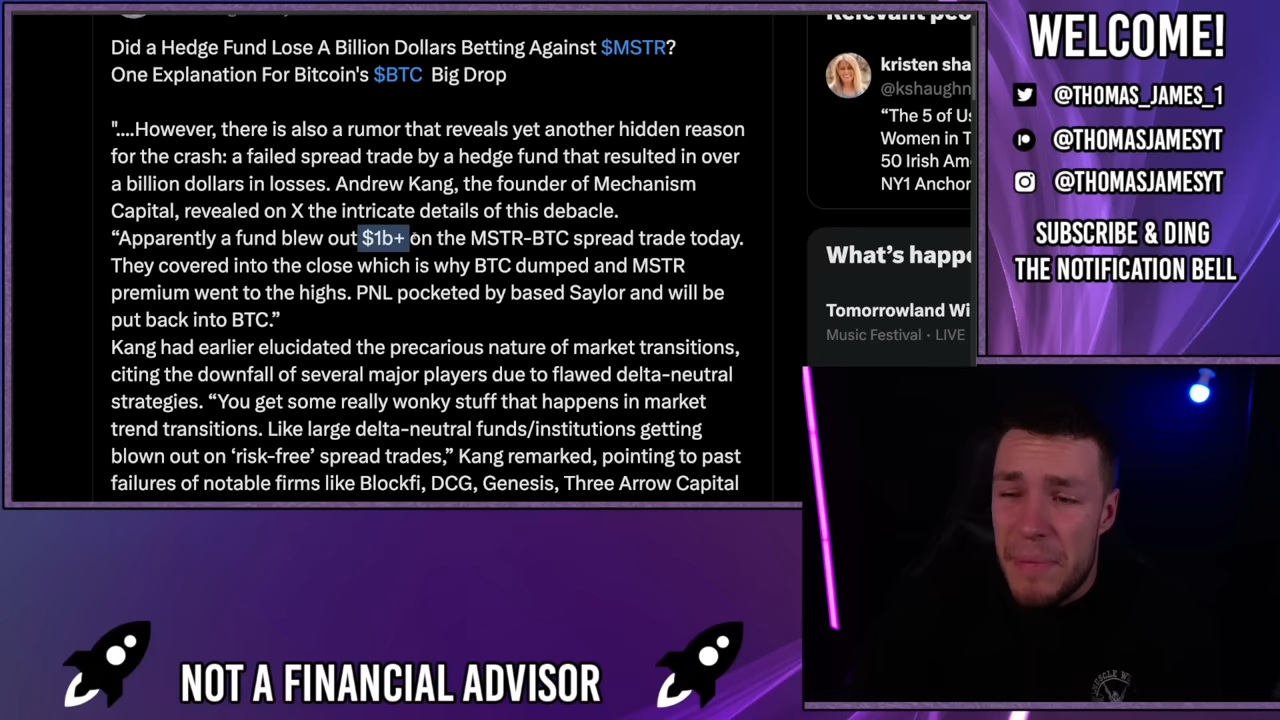 Did a Hedge Fund Lose A Billion Dollars Betting Against $MSTR?
One Explanation For Bitcoin's $BTC Big Drop
"....However, there is also a rumor that reveals yet another hidden reason
for the crash: a failed spread trade by a hedge fund that resulted in over
a billion dollars in losses. Andrew Kang, the founder of Mechanism
Capital, revealed on X the intricate details of this debacle.
“Apparently a fund blew out $1b+ on the MSTR-BTC spread trade today.
They covered into the close which is why BTC dumped and MSTR
premium went to the highs. PNL pocketed by based Saylor and will be
put back into BTC.”
Kang had earlier elucidated the precarious nature of market transitions,
citing the downfall of several major players due to flawed delta-neutral
strategies. “You get some really wonky stuff that happens in market
trend transitions. Like large delta-neutral funds/institutions getting
blown out on ‘risk-free’ spread trades,” Kang remarked, pointing to past
failures of notable firms like Blockfi, DCG, Genesis, Three Arrow Capital
Relevant peo
kristen sha
@kshaughn
“The 5 of Us
Women in T
50 Irish Am
NY1 Anchor
What’s happe
Tomorrowland Wi
Music Festival · LIVE
WELCOME!
@THOMAS_JAMES_1
@THOMASJAMESYT
@THOMASJAMESYT
SUBSCRIBE & DING
THE NOTIFICATION BELL
NOT A FINANCIAL ADVISOR